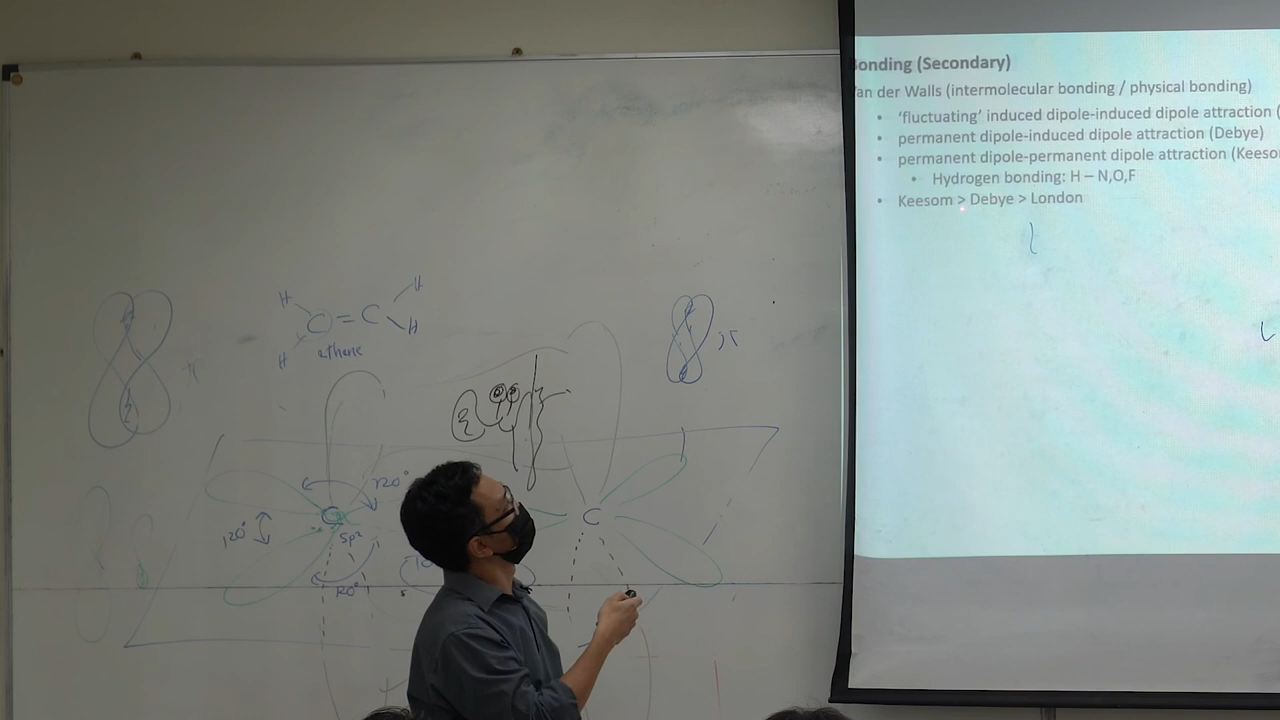 onding (Secondary)
an der Walls (intermolecular bonding / physical bonding)
• 'fluctuating' induced dipole-induced dipole attraction (
• permanent dipole-induced dipole attraction (Debye)
• permanent dipole-permanent dipole attraction (Keeso
• Hydrogen bonding: H – N,O,F
• Keesom > Debye > London
H H
C = C
H H
ethene
π
π
120°
C
120°
sp²
120°
C